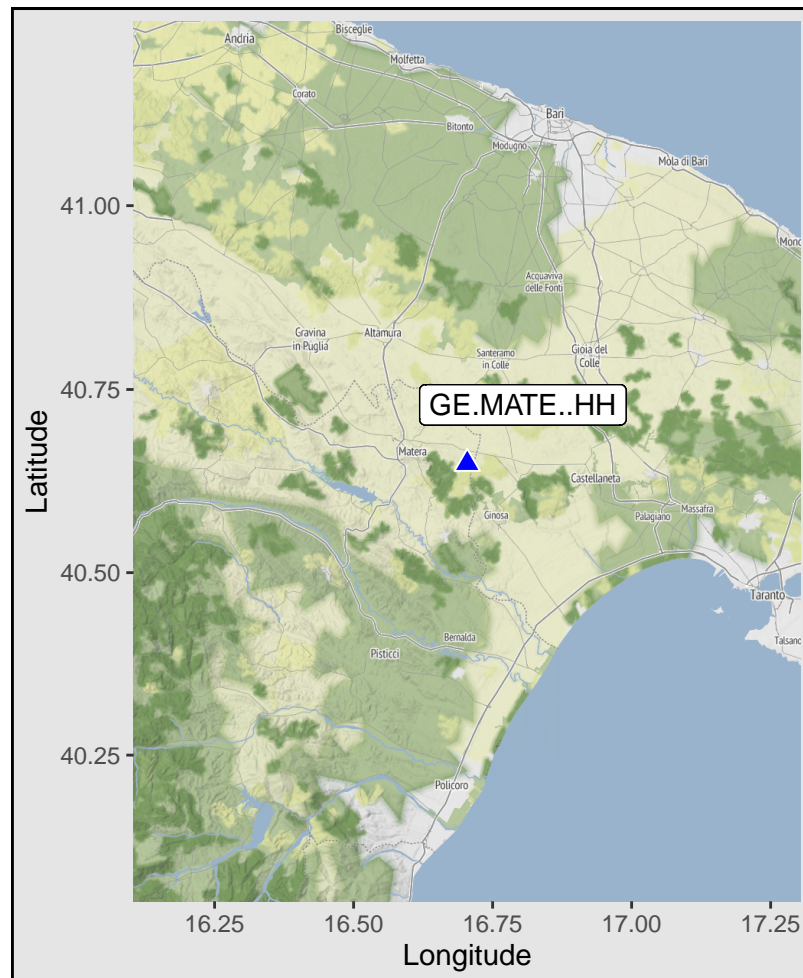 Bisceglie
Andria
Molfetta
Corato
Bari
Bitonto
Modugno
Mola di Bari
41.00
Mono
Acquaviva
delle Fonti
Gravina
in Puglia
Altamura
Santeramo
in Colle
Gioia del
Colle
40.75
GE.MATE..HH
Matera
Castellaneta
Ginosa
Palagiano
Massafra
40.50
Taranto
Bernalda
Pisticci
Talsano
40.25
Policoro
16.25
16.50
16.75
17.00
17.25
Longitude
Latitude